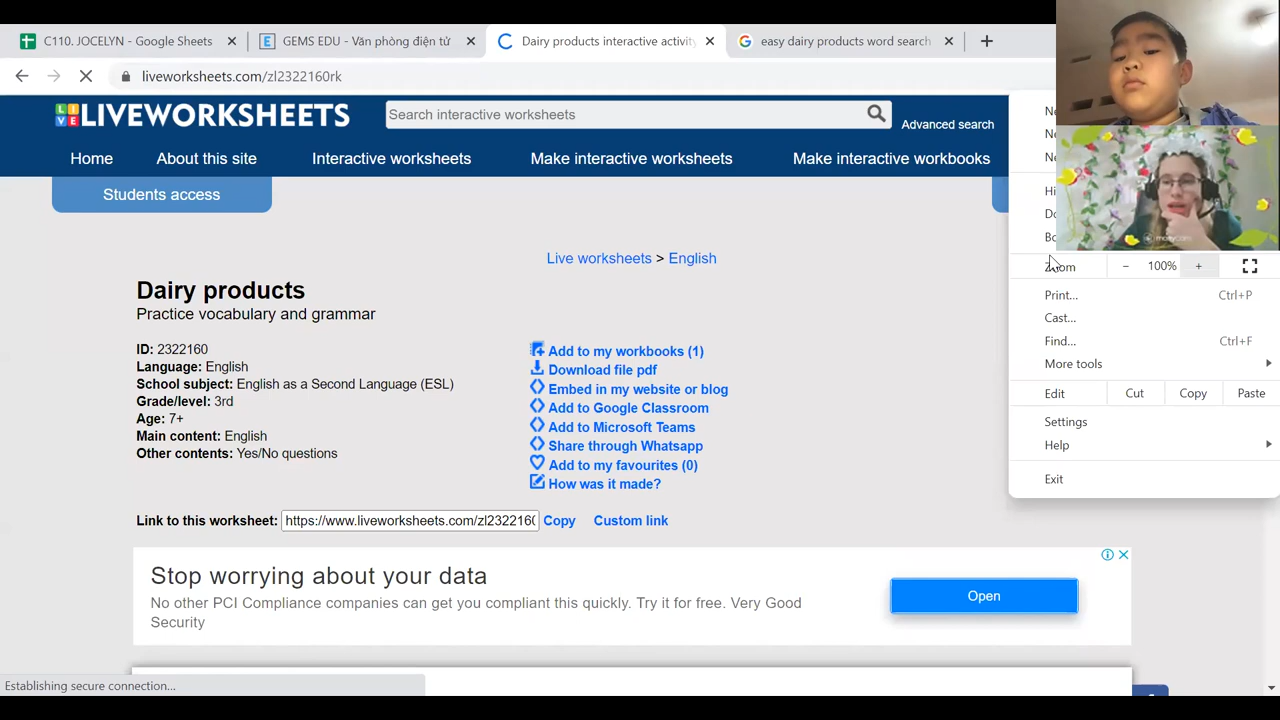 C110. JOCELYN - Google Sheets
GEMS EDU - Văn phòng điện tử
Dairy products interactive activity
easy dairy products word search
liveworksheets.com/zl2322160rk
LIVEWORKSHEETS
Search interactive worksheets
Advanced search
Home
About this site
Interactive worksheets
Make interactive worksheets
Make interactive workbooks
Students access
Live worksheets > English
Dairy products
Practice vocabulary and grammar
ID: 2322160
Language: English
School subject: English as a Second Language (ESL)
Grade/level: 3rd
Age: 7+
Main content: English
Other contents: Yes/No questions
Add to my workbooks (1)
Download file pdf
Embed in my website or blog
Add to Google Classroom
Add to Microsoft Teams
Share through Whatsapp
Add to my favourites (0)
How was it made?
Link to this worksheet: https://www.liveworksheets.com/zl2322160 Copy Custom link
Stop worrying about your data
No other PCI Compliance companies can get you compliant this quickly. Try it for free. Very Good
Security
Open
Zoom - 100% +
Print... Ctrl+P
Cast...
Find... Ctrl+F
More tools
Edit Cut Copy Paste
Settings
Help
Exit
Establishing secure connection...